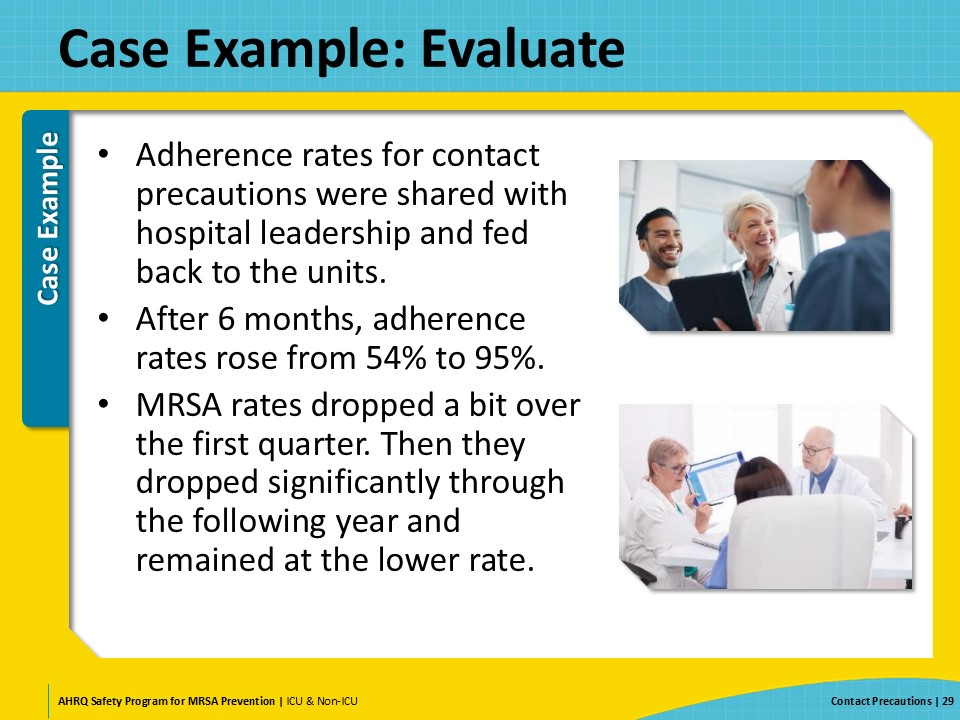 Case Example: Evaluate
Case Example
• Adherence rates for contact
precautions were shared with
hospital leadership and fed
back to the units.
• After 6 months, adherence
rates rose from 54% to 95%.
• MRSA rates dropped a bit over
the first quarter. Then they
dropped significantly through
the following year and
remained at the lower rate.
AHRQ Safety Program for MRSA Prevention | ICU & Non-ICU
Contact Precautions | 29